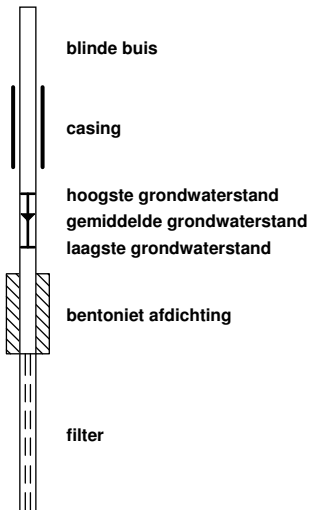 blinde buis
casing
hoogste grondwaterstand
gemiddelde grondwaterstand
laagste grondwaterstand
bentoniet afdichting
filter